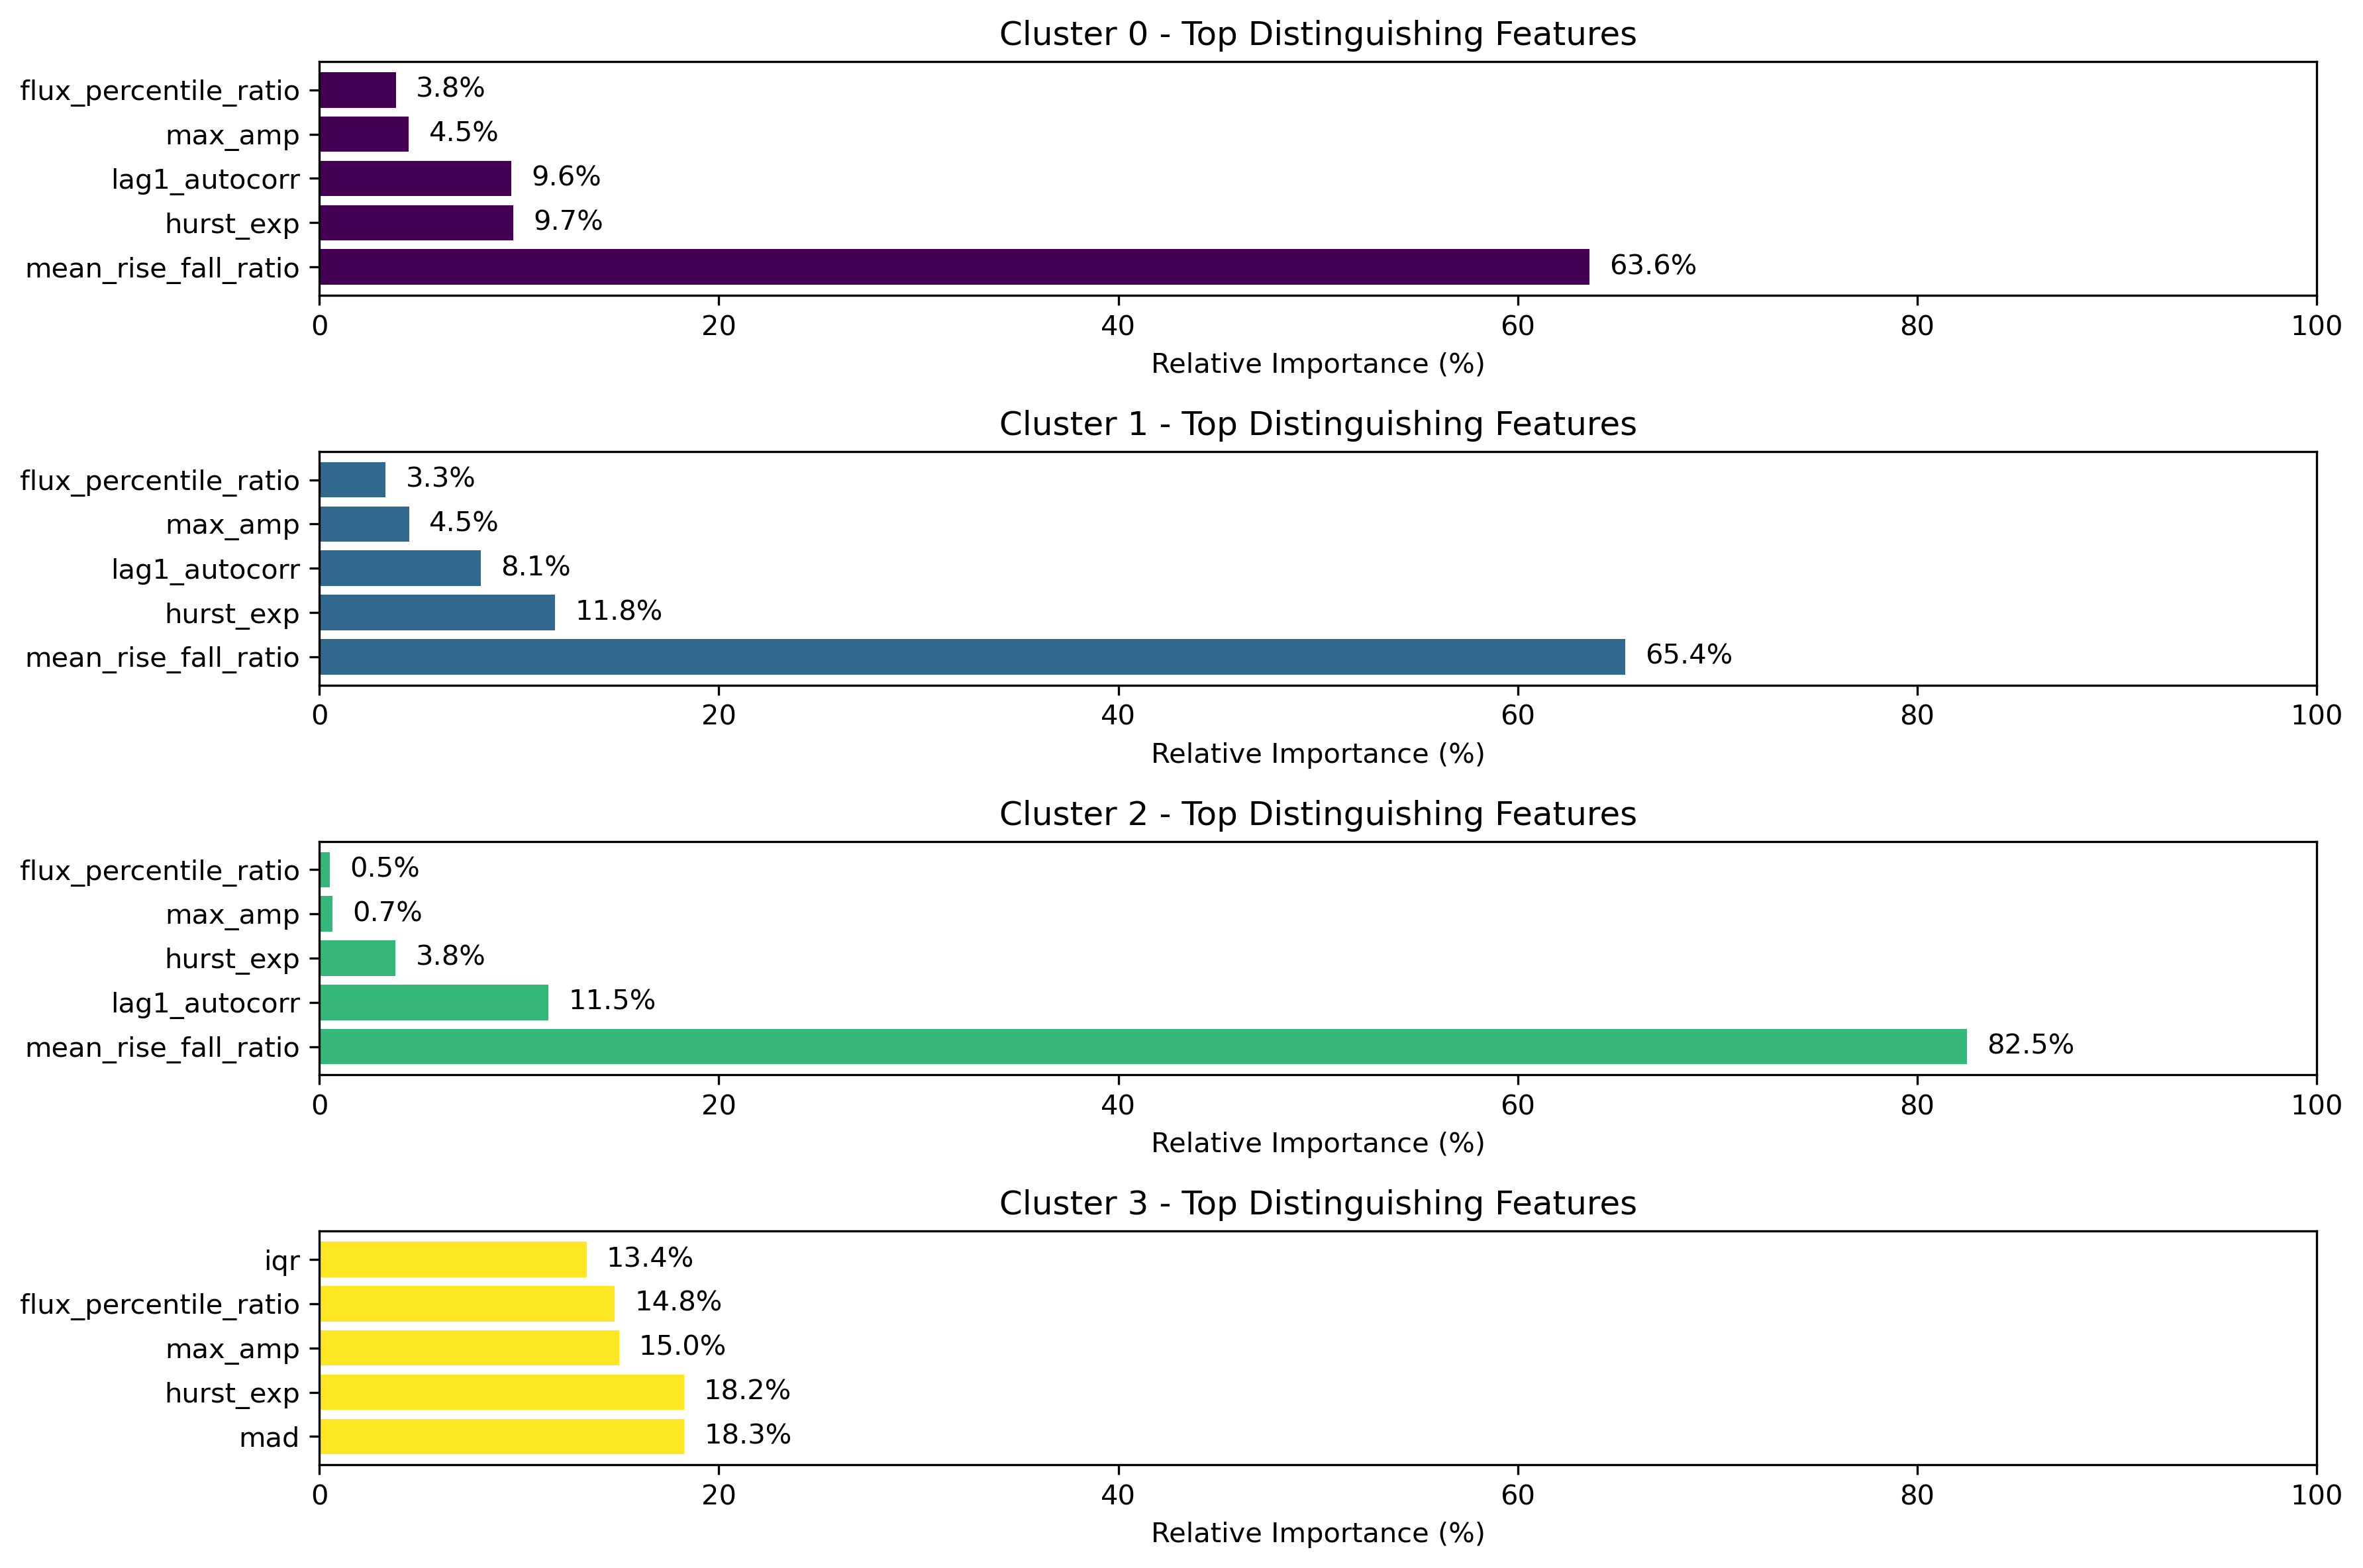 Cluster 0 - Top Distinguishing Features
flux_percentile_ratio 3.8%
max_amp 4.5%
lag1_autocorr 9.6%
hurst_exp 9.7%
mean_rise_fall_ratio 63.6%
0 20 40 60 80 100
Relative Importance (%)
Cluster 1 - Top Distinguishing Features
flux_percentile_ratio 3.3%
max_amp 4.5%
lag1_autocorr 8.1%
hurst_exp 11.8%
mean_rise_fall_ratio 65.4%
0 20 40 60 80 100
Relative Importance (%)
Cluster 2 - Top Distinguishing Features
flux_percentile_ratio 0.5%
max_amp 0.7%
hurst_exp 3.8%
lag1_autocorr 11.5%
mean_rise_fall_ratio 82.5%
0 20 40 60 80 100
Relative Importance (%)
Cluster 3 - Top Distinguishing Features
iqr 13.4%
flux_percentile_ratio 14.8%
max_amp 15.0%
hurst_exp 18.2%
mad 18.3%
0 20 40 60 80 100
Relative Importance (%)